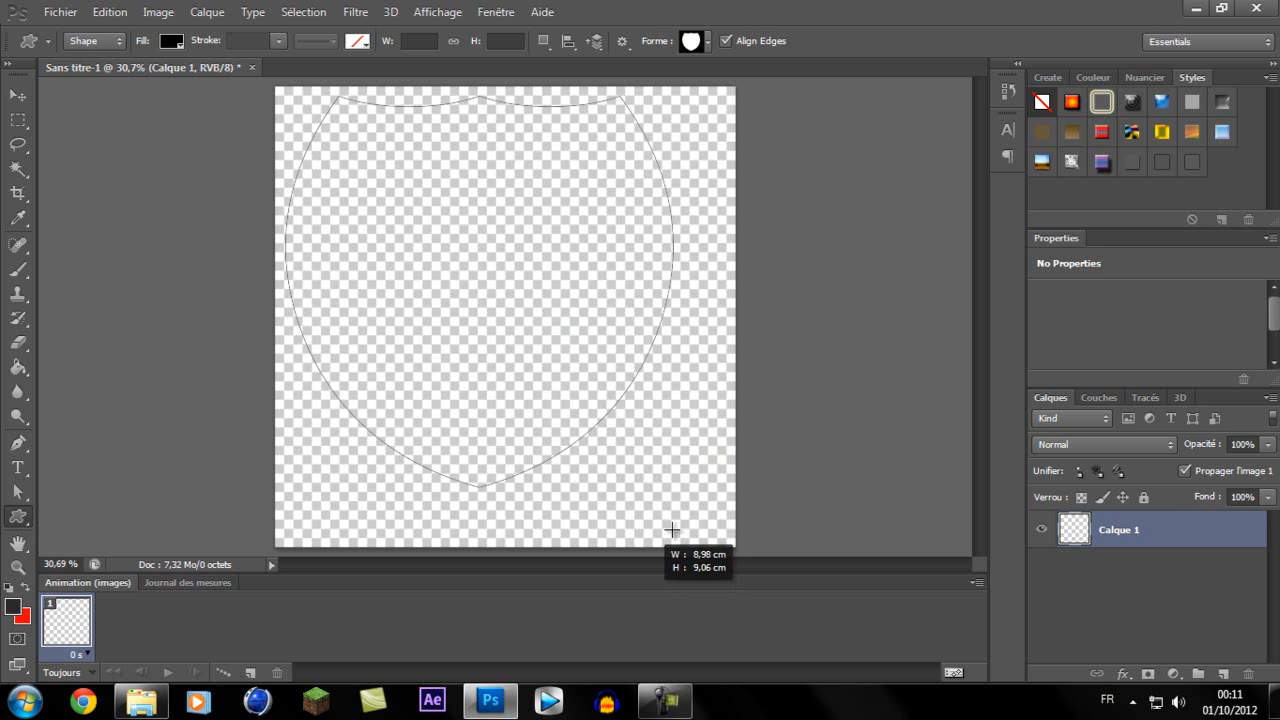 Ps Fichier Edition Image Calque Type Sélection Filtre 3D Affichage Fenêtre Aide
Shape Fill: Stroke: W: H: Forme : Align Edges Essentials
Sans titre-1 @ 30,7% (Calque 1, RVB/8) * ×
Create Couleur Nuancier Styles
Properties
No Properties
Calques Couches Tracés 3D
Kind
Normal Opacité : 100%
Unifier: Propager l'image 1
Verrou : Fond : 100%
Calque 1
W : 8,98 cm
H : 9,06 cm
30,69 % Doc : 7,32 Mo/0 octets
Animation (images) Journal des mesures
1
0 s
Toujours
Ae Ps FR 00:11
01/10/2012